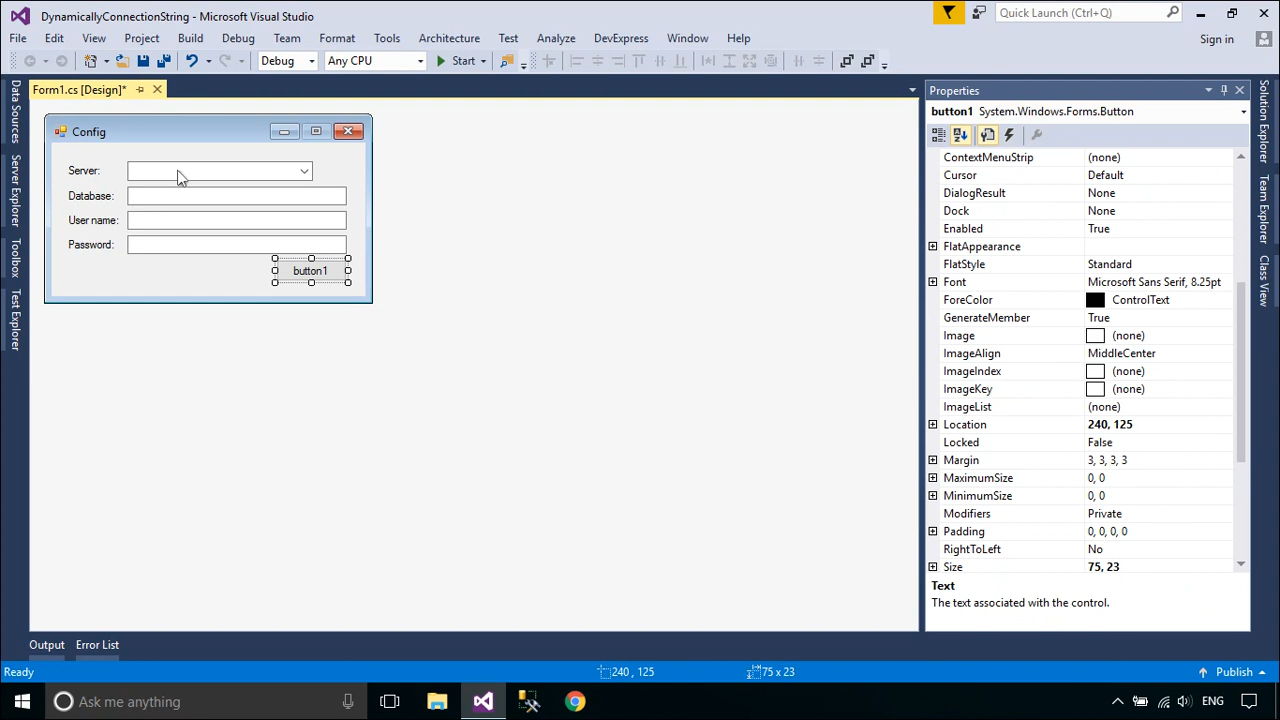 DynamicallyConnectionString - Microsoft Visual Studio
Quick Launch (Ctrl+Q)
File Edit View Project Build Debug Team Format Tools Architecture Test Analyze DevExpress Window Help
Sign in
Debug
Any CPU
Start
Form1.cs [Design]*
Data Sources
Server Explorer
Toolbox
Test Explorer
Config
Server:
Database:
User name:
Password:
button1
Properties
button1 System.Windows.Forms.Button
ContextMenuStrip (none)
Cursor Default
DialogResult None
Dock None
Enabled True
FlatAppearance
FlatStyle Standard
Font Microsoft Sans Serif, 8.25pt
ForeColor ControlText
GenerateMember True
Image (none)
ImageAlign MiddleCenter
ImageIndex (none)
ImageKey (none)
ImageList (none)
Location 240, 125
Locked False
Margin 3, 3, 3, 3
MaximumSize 0, 0
MinimumSize 0, 0
Modifiers Private
Padding 0, 0, 0, 0
RightToLeft No
Size 75, 23
Text
The text associated with the control.
Solution Explorer
Team Explorer
Class View
Output Error List
Ready
240 , 125
75 x 23
Publish
Ask me anything
ENG